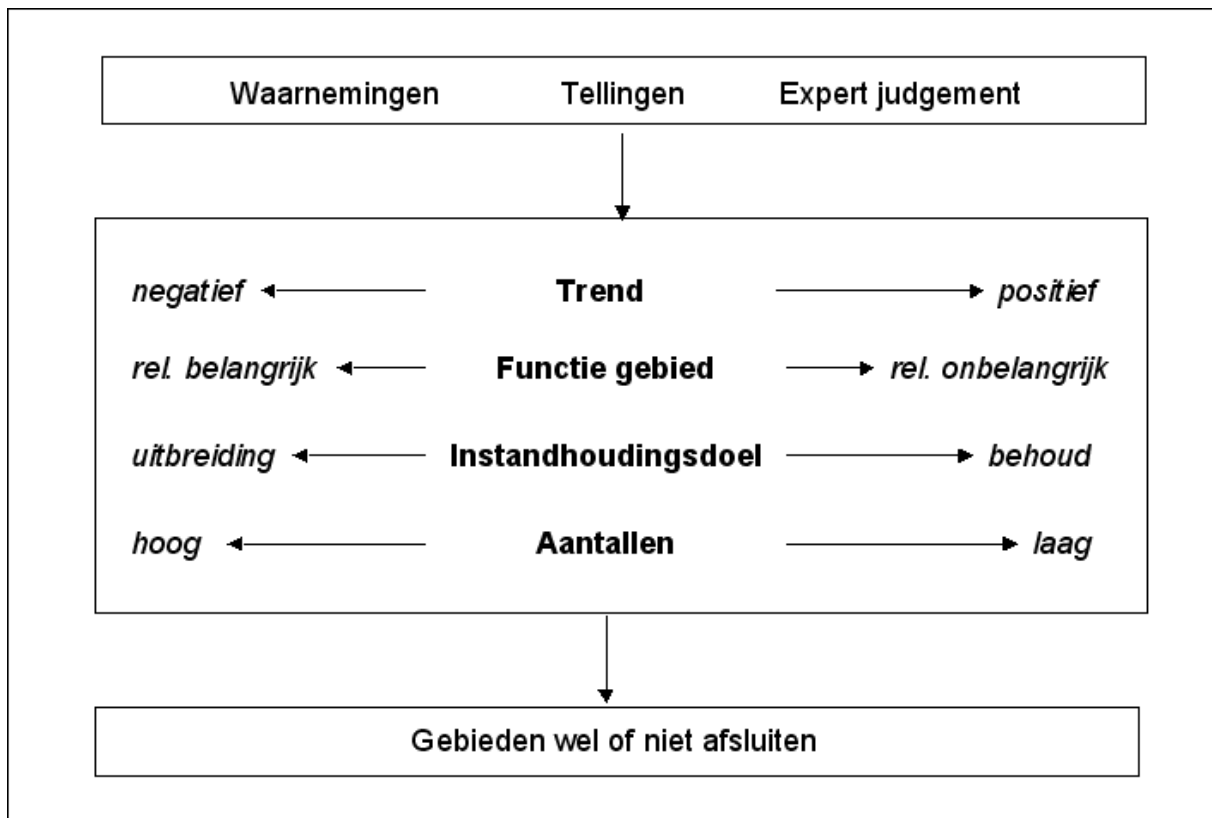 Waarnemingen Tellingen Expert judgement
negatief Trend positief
rel. belangrijk Functie gebied rel. onbelangrijk
uitbreiding Instandhoudingsdoel behoud
hoog Aantallen laag
Gebieden wel of niet afsluiten